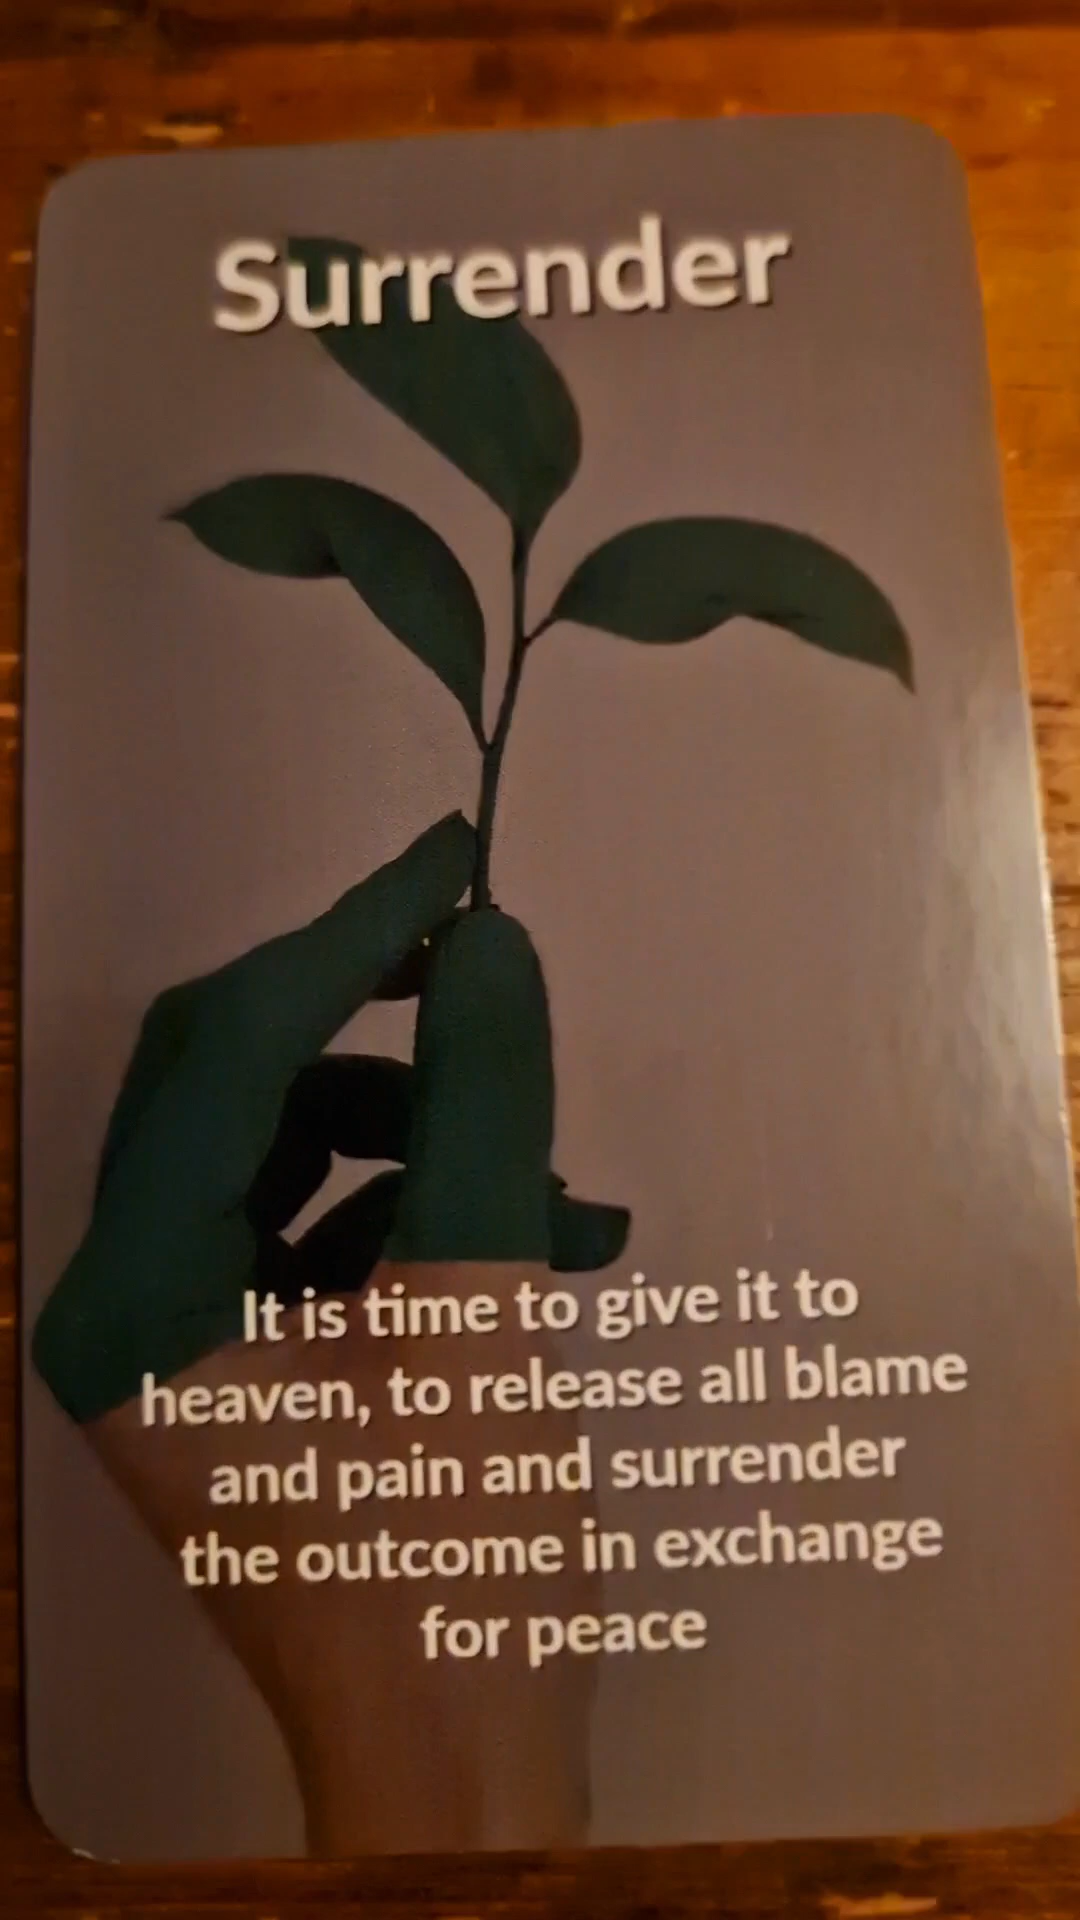 Surrender
It is time to give it to
heaven, to release all blame
and pain and surrender
the outcome in exchange
for peace